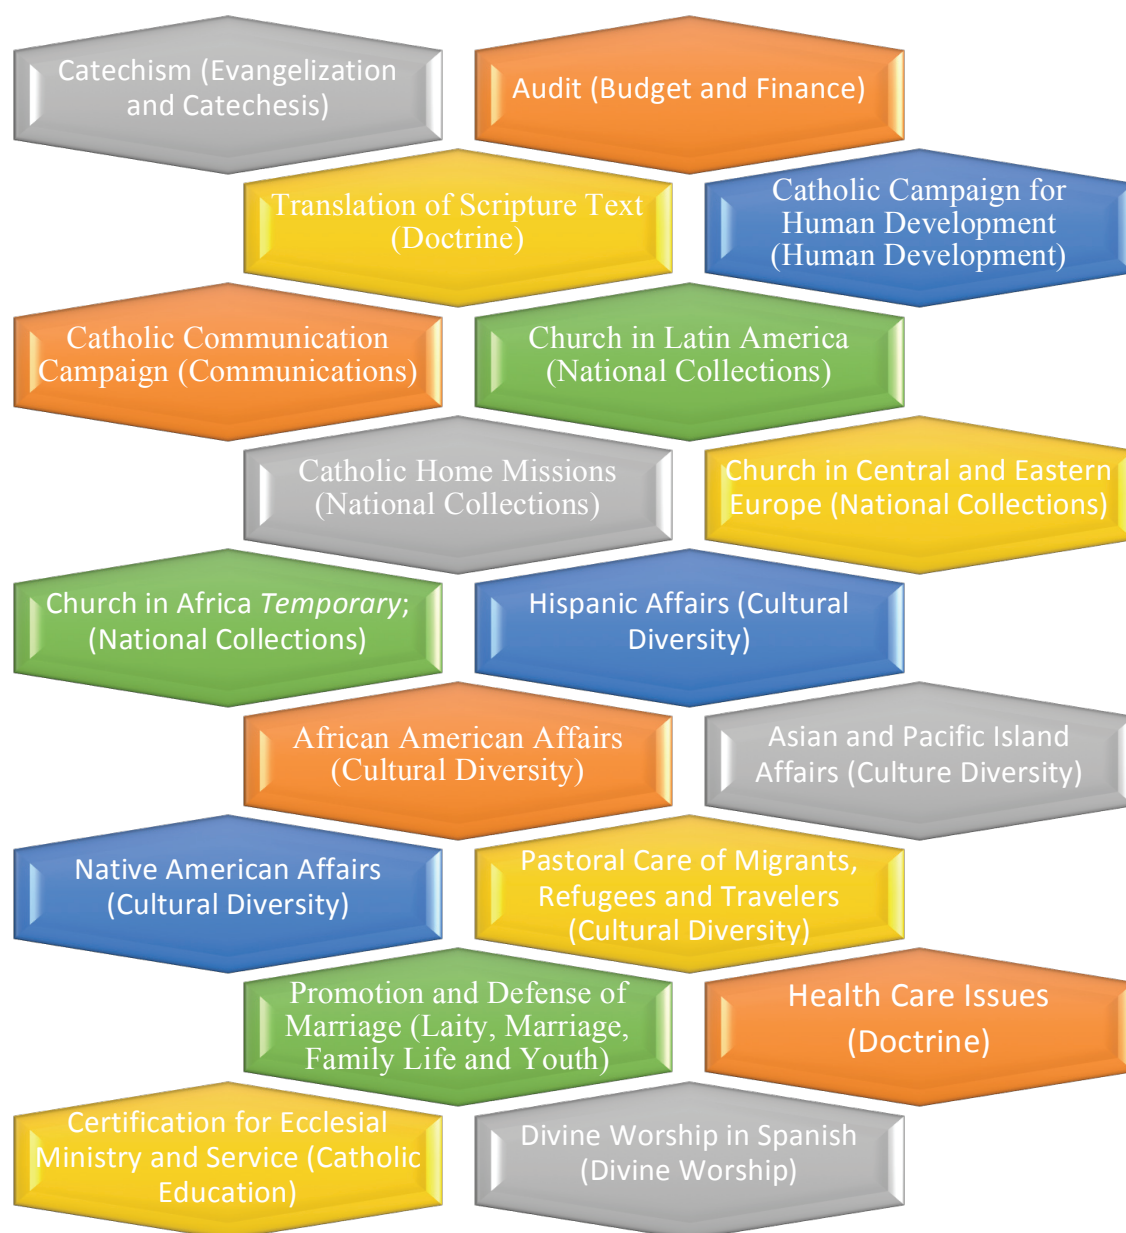 Catechism (Evangelization
and Catechesis)
Audit (Budget and Finance)
Translation of Scripture Text
(Doctrine)
Catholic Campaign for
Human Development
(Human Development)
Catholic Communication
Campaign (Communications)
Church in Latin America
(National Collections)
Catholic Home Missions
(National Collections)
Church in Central and Eastern
Europe (National Collections)
Church in Africa Temporary;
(National Collections)
Hispanic Affairs (Cultural
Diversity)
African American Affairs
(Cultural Diversity)
Asian and Pacific Island
Affairs (Culture Diversity)
Native American Affairs
(Cultural Diversity)
Pastoral Care of Migrants,
Refugees and Travelers
(Cultural Diversity)
Promotion and Defense of
Marriage (Laity, Marriage,
Family Life and Youth)
Health Care Issues
(Doctrine)
Certification for Ecclesial
Ministry and Service (Catholic
Education)
Divine Worship in Spanish
(Divine Worship)